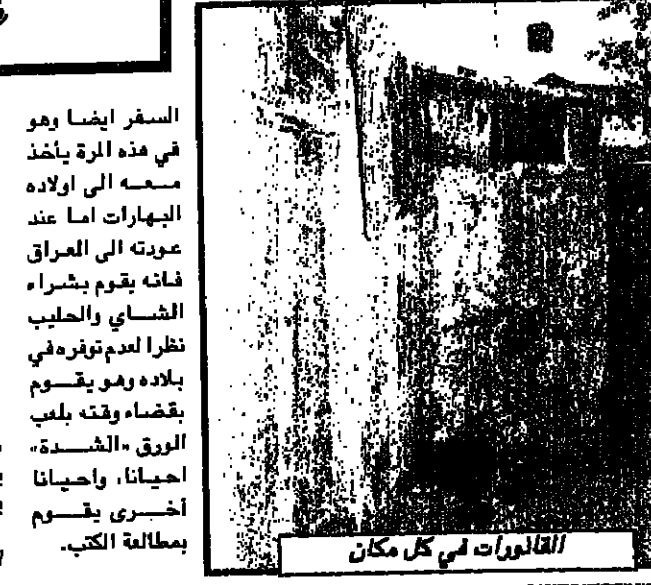 السفر ايضا وهو
في هذه المرة يأخذ
معه الى اولاده
البهارات اما عند
عودته الى العراق
فانه يقوم بشراء
الشاي والحليب
نظرا لعدم توفره في
بلاده وهو يقوم
بقضاء وقته بلعب
الورق «الشدة»
احيانا، واحيانا
أخرى يقوم
بمطالعة الكتب.
القاذورات في كل مكان